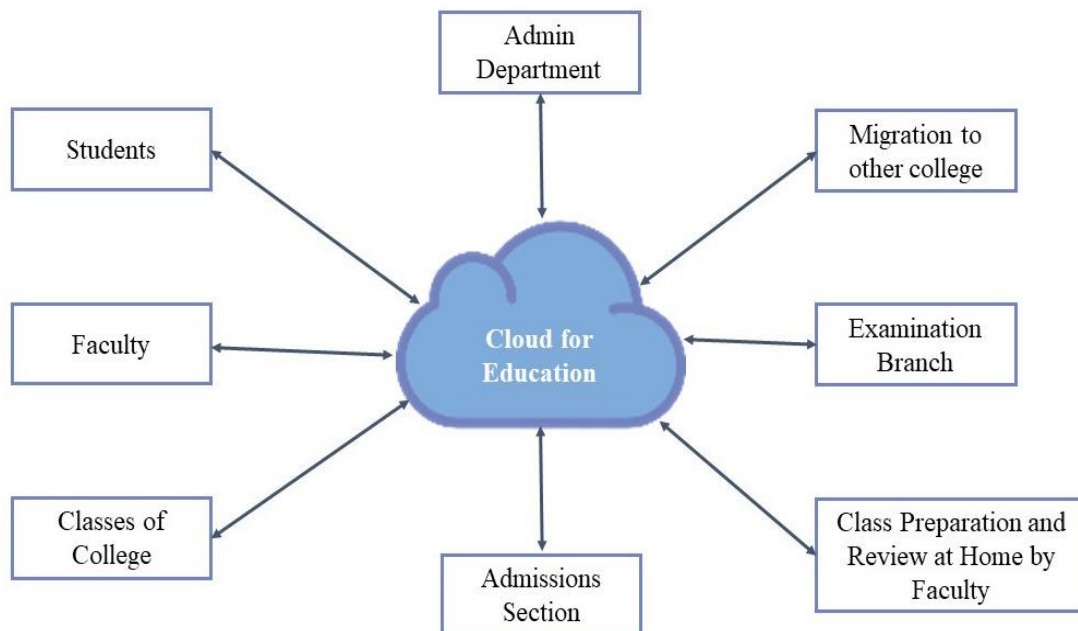 Admin
Department
Students
Migration to
other college
Faculty
Cloud for
Education
Examination
Branch
Classes of
College
Admissions
Section
Class Preparation and
Review at Home by
Faculty